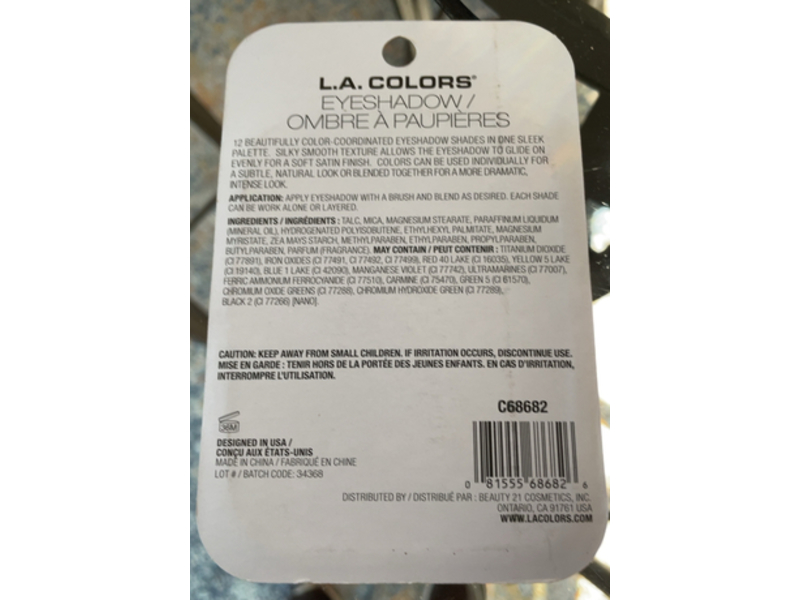 L.A. COLORS®
EYESHADOW /
OMBRE À PAUPIÈRES
12 BEAUTIFULLY COLOR-COORDINATED EYESHADOW SHADES IN ONE SLEEK
PALETTE. SILKY SMOOTH TEXTURE ALLOWS THE EYESHADOW TO GLIDE ON
EVENLY FOR A SOFT SATIN FINISH. COLORS CAN BE USED INDIVIDUALLY FOR
A SUBTLE, NATURAL LOOK OR BLENDED TOGETHER FOR A MORE DRAMATIC,
INTENSE LOOK.
APPLICATION: APPLY EYESHADOW WITH A BRUSH AND BLEND AS DESIRED. EACH SHADE
CAN BE WORK ALONE OR LAYERED.
INGREDIENTS / INGRÉDIENTS : TALC, MICA, MAGNESIUM STEARATE, PARAFFINUM LIQUIDUM
(MINERAL OIL), HYDROGENATED POLYISOBUTENE, ETHYLHEXYL PALMITATE, MAGNESIUM
MYRISTATE, ZEA MAYS STARCH, METHYLPARABEN, ETHYLPARABEN, PROPYLPARABEN,
BUTYLPARABEN, PARFUM (FRAGRANCE). MAY CONTAIN / PEUT CONTENIR : TITANIUM DIOXIDE
(CI 77891), IRON OXIDES (CI 77491, CI 77492, CI 77499), RED 40 LAKE (CI 16035), YELLOW 5 LAKE
(CI 19140), BLUE 1 LAKE (CI 42090), MANGANESE VIOLET (CI 77742), ULTRAMARINES (CI 77007),
FERRIC AMMONIUM FERROCYANIDE (CI 77510), CARMINE (CI 75470), GREEN 5 (CI 61570),
CHROMIUM OXIDE GREENS (CI 77288), CHROMIUM HYDROXIDE GREEN (CI 77289),
BLACK 2 (CI 77266) [NANO].
CAUTION: KEEP AWAY FROM SMALL CHILDREN. IF IRRITATION OCCURS, DISCONTINUE USE.
MISE EN GARDE : TENIR HORS DE LA PORTÉE DES JEUNES ENFANTS. EN CAS D'IRRITATION,
INTERROMPRE L'UTILISATION.
C68682
36M
DESIGNED IN USA /
CONÇU AUX ÉTATS-UNIS
MADE IN CHINA / FABRIQUÉ EN CHINE
LOT # / BATCH CODE: 34368
0 81555 68682 6
DISTRIBUTED BY / DISTRIBUÉ PAR : BEAUTY 21 COSMETICS, INC.
ONTARIO, CA 91761 USA
WWW.LACOLORS.COM